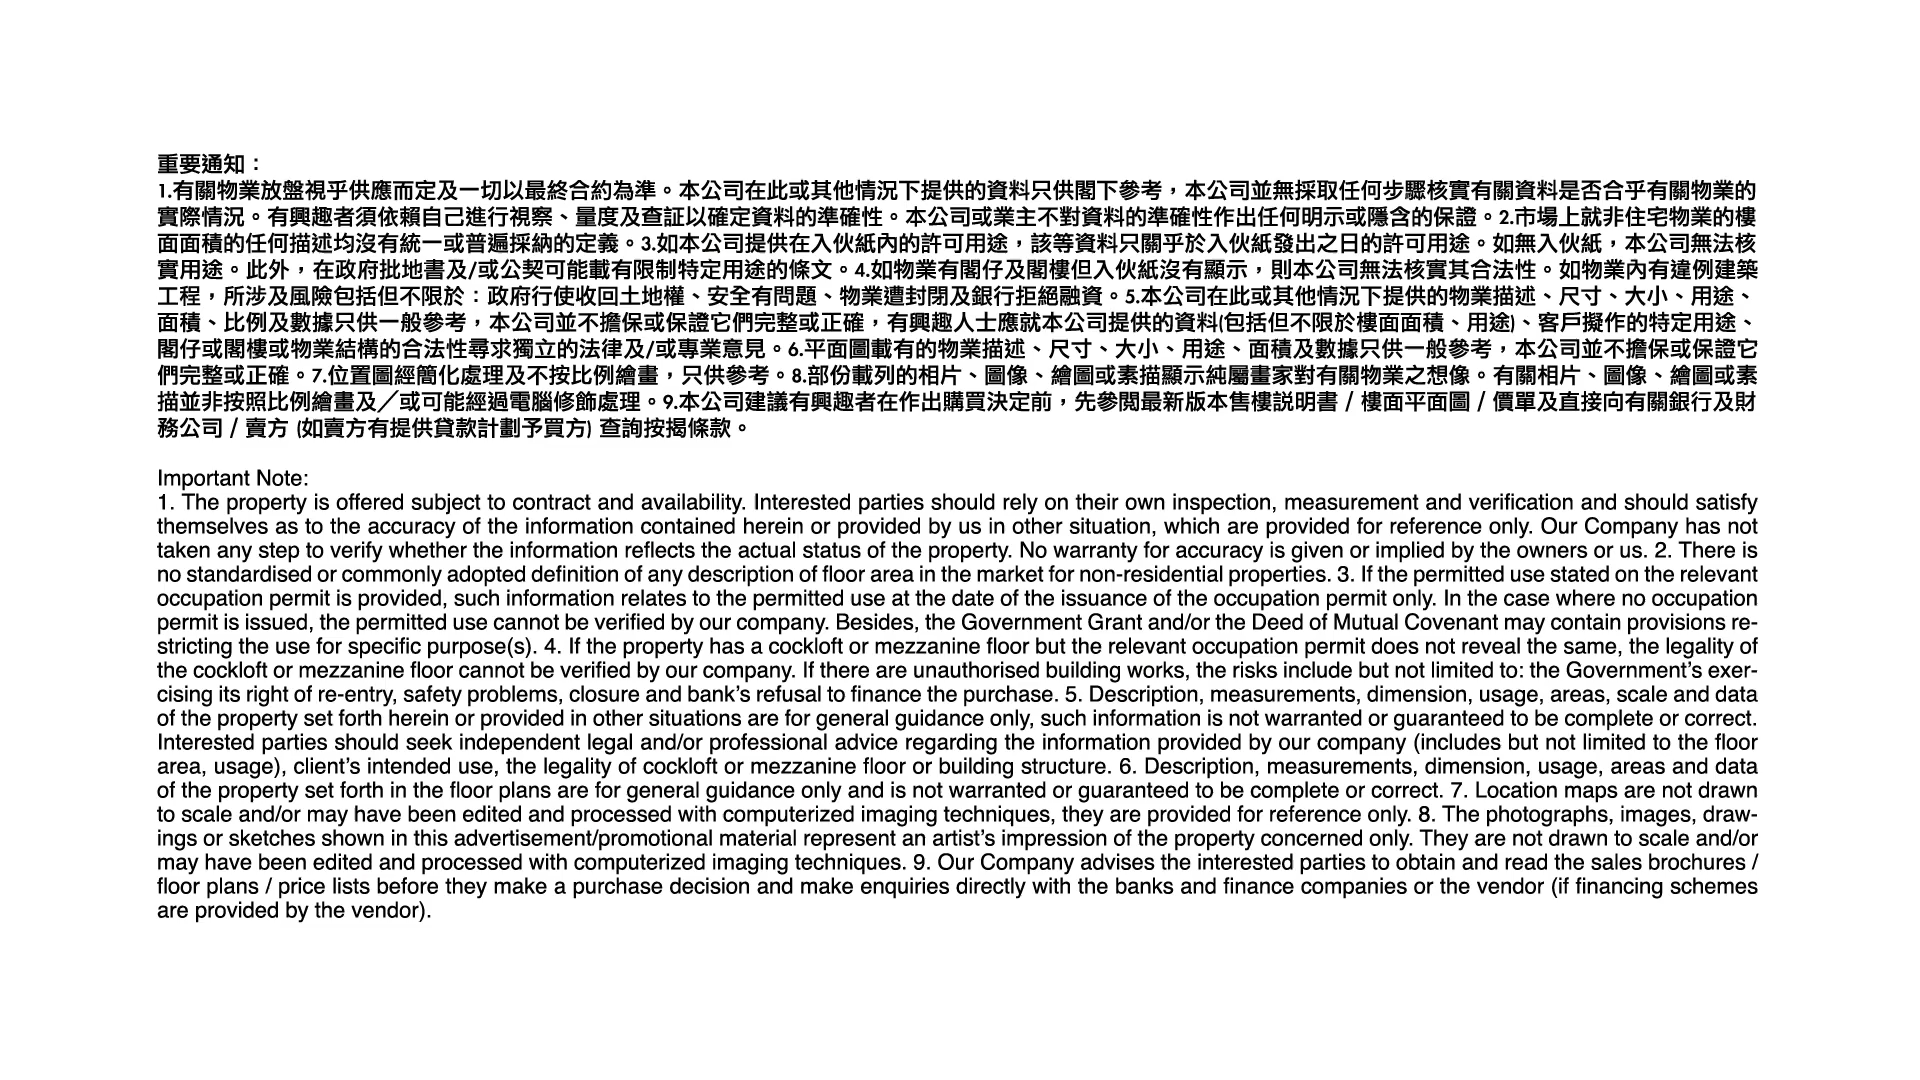 重要通知：
1.有關物業放盤視乎供應而定及一切以最終合約為準。本公司在此或其他情況下提供的資料只供閣下參考，本公司並無採取任何步驟核實有關資料是否合乎有關物業的
實際情況。有興趣者須依賴自己進行視察、量度及查証以確定資料的準確性。本公司或業主不對資料的準確性作出任何明示或隱含的保證。2.市場上就非住宅物業的樓
面面積的任何描述均沒有統一或普遍採納的定義。3.如本公司提供在入伙紙內的許可用途，該等資料只關乎於入伙紙發出之日的許可用途。如無入伙紙，本公司無法核
實用途。此外，在政府批地書及/或公契可能載有限制特定用途的條文。4.如物業有閣仔及閣樓但入伙紙沒有顯示，則本公司無法核實其合法性。如物業內有違例建築
工程，所涉及風險包括但不限於：政府行使收回土地權、安全有問題、物業遭封閉及銀行拒絕融資。5.本公司在此或其他情況下提供的物業描述、尺寸、大小、用途、
面積、比例及數據只供一般參考，本公司並不擔保或保證它們完整或正確，有興趣人士應就本公司提供的資料(包括但不限於樓面面積、用途)、客戶擬作的特定用途、
閣仔或閣樓或物業結構的合法性尋求獨立的法律及/或專業意見。6.平面圖載有的物業描述、尺寸、大小、用途、面積及數據只供一般參考，本公司並不擔保或保證它
們完整或正確。7.位置圖經簡化處理及不按比例繪畫，只供參考。8.部份載列的相片、圖像、繪圖或素描顯示純屬畫家對有關物業之想像。有關相片、圖像、繪圖或素
描並非按照比例繪畫及／或可能經過電腦修飾處理。9.本公司建議有興趣者在作出購買決定前，先參閱最新版本售樓説明書 / 樓面平面圖 / 價單及直接向有關銀行及財
務公司 / 賣方 (如賣方有提供貸款計劃予買方) 查詢按揭條款。
Important Note:
1. The property is offered subject to contract and availability. Interested parties should rely on their own inspection, measurement and verification and should satisfy
themselves as to the accuracy of the information contained herein or provided by us in other situation, which are provided for reference only. Our Company has not
taken any step to verify whether the information reflects the actual status of the property. No warranty for accuracy is given or implied by the owners or us. 2. There is
no standardised or commonly adopted definition of any description of floor area in the market for non-residential properties. 3. If the permitted use stated on the relevant
occupation permit is provided, such information relates to the permitted use at the date of the issuance of the occupation permit only. In the case where no occupation
permit is issued, the permitted use cannot be verified by our company. Besides, the Government Grant and/or the Deed of Mutual Covenant may contain provisions re-
stricting the use for specific purpose(s). 4. If the property has a cockloft or mezzanine floor but the relevant occupation permit does not reveal the same, the legality of
the cockloft or mezzanine floor cannot be verified by our company. If there are unauthorised building works, the risks include but not limited to: the Government’s exer-
cising its right of re-entry, safety problems, closure and bank’s refusal to finance the purchase. 5. Description, measurements, dimension, usage, areas, scale and data
of the property set forth herein or provided in other situations are for general guidance only, such information is not warranted or guaranteed to be complete or correct.
Interested parties should seek independent legal and/or professional advice regarding the information provided by our company (includes but not limited to the floor
area, usage), client’s intended use, the legality of cockloft or mezzanine floor or building structure. 6. Description, measurements, dimension, usage, areas and data
of the property set forth in the floor plans are for general guidance only and is not warranted or guaranteed to be complete or correct. 7. Location maps are not drawn
to scale and/or may have been edited and processed with computerized imaging techniques, they are provided for reference only. 8. The photographs, images, draw-
ings or sketches shown in this advertisement/promotional material represent an artist’s impression of the property concerned only. They are not drawn to scale and/or
may have been edited and processed with computerized imaging techniques. 9. Our Company advises the interested parties to obtain and read the sales brochures /
floor plans / price lists before they make a purchase decision and make enquiries directly with the banks and finance companies or the vendor (if financing schemes
are provided by the vendor).